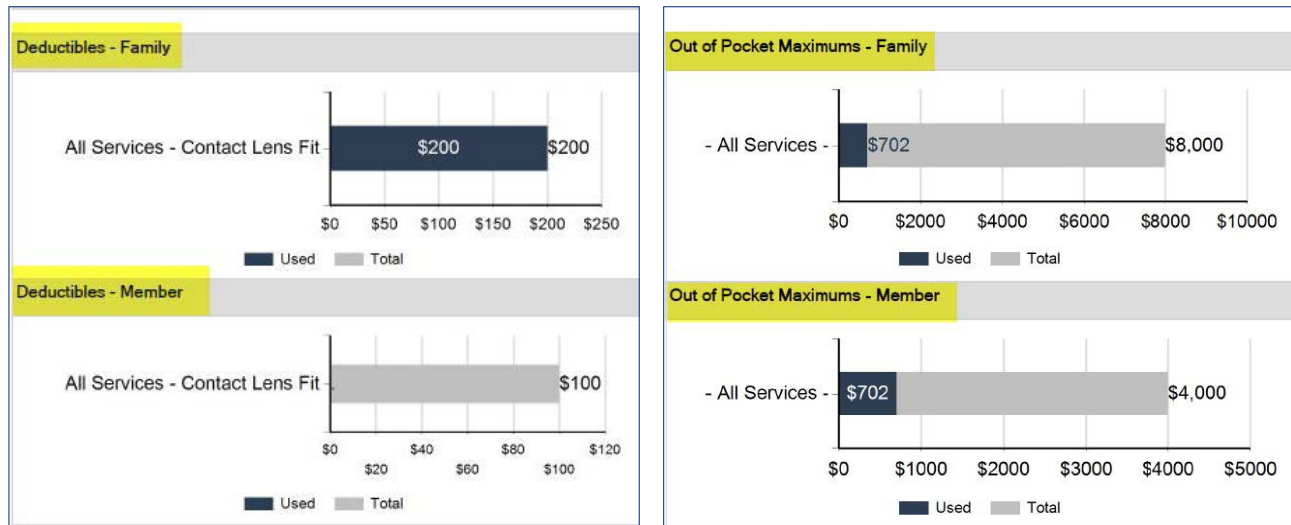 Deductibles - Family
All Services - Contact Lens Fit
$200
$200
$0 $50 $100 $150 $200 $250
Used Total
Deductibles - Member
All Services - Contact Lens Fit
$100
$0 $40 $80 $120
$20 $60 $100
Used Total
Out of Pocket Maximums - Family
- All Services -
$702
$8,000
$0 $2000 $4000 $6000 $8000 $10000
Used Total
Out of Pocket Maximums - Member
- All Services -
$702
$4,000
$0 $1000 $2000 $3000 $4000 $5000
Used Total